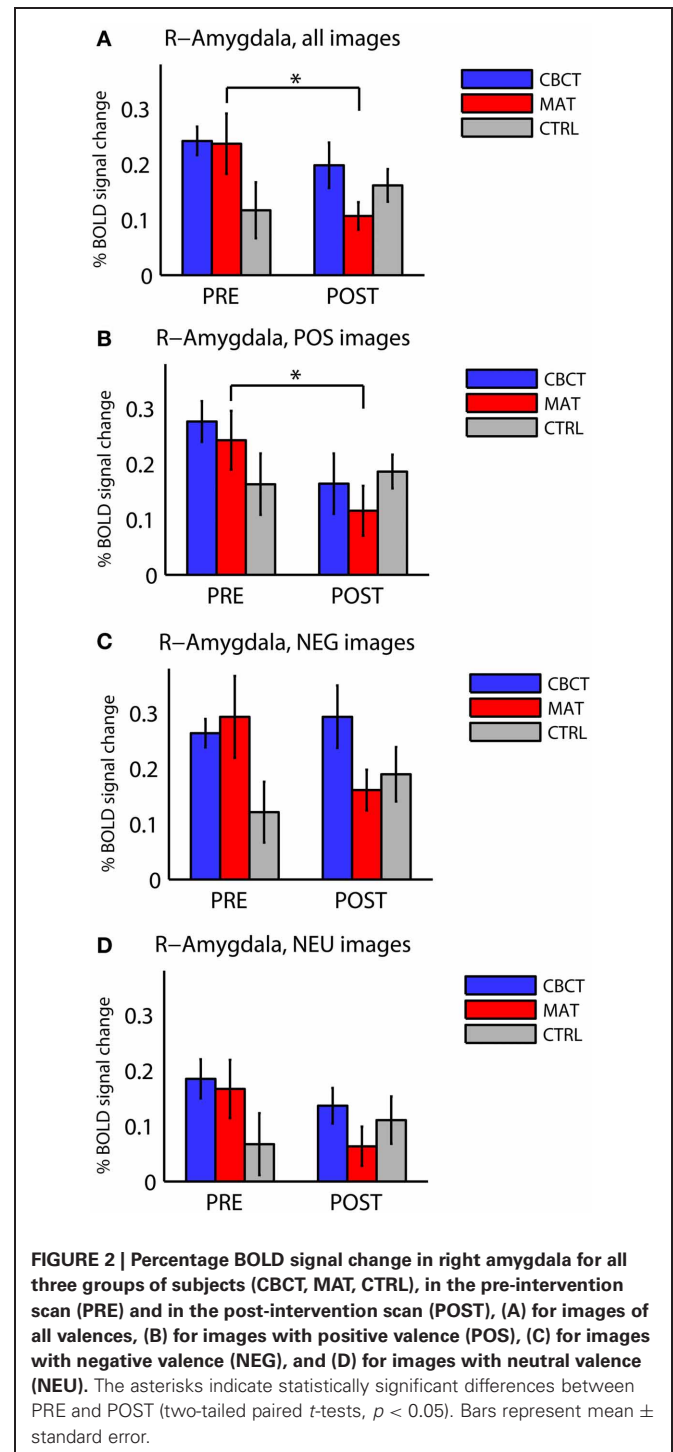 A R–Amygdala, all images
% BOLD signal change
0.3
0.2
0.1
0
*
PRE POST
CBCT
MAT
CTRL
B R–Amygdala, POS images
% BOLD signal change
0.3
0.2
0.1
0
*
PRE POST
CBCT
MAT
CTRL
C R–Amygdala, NEG images
% BOLD signal change
0.3
0.2
0.1
0
PRE POST
CBCT
MAT
CTRL
D R–Amygdala, NEU images
% BOLD signal change
0.3
0.2
0.1
0
PRE POST
CBCT
MAT
CTRL
FIGURE 2 | Percentage BOLD signal change in right amygdala for all
three groups of subjects (CBCT, MAT, CTRL), in the pre-intervention
scan (PRE) and in the post-intervention scan (POST), (A) for images of
all valences, (B) for images with positive valence (POS), (C) for images
with negative valence (NEG), and (D) for images with neutral valence
(NEU). The asterisks indicate statistically significant differences between
PRE and POST (two-tailed paired t-tests, p < 0.05). Bars represent mean ±
standard error.